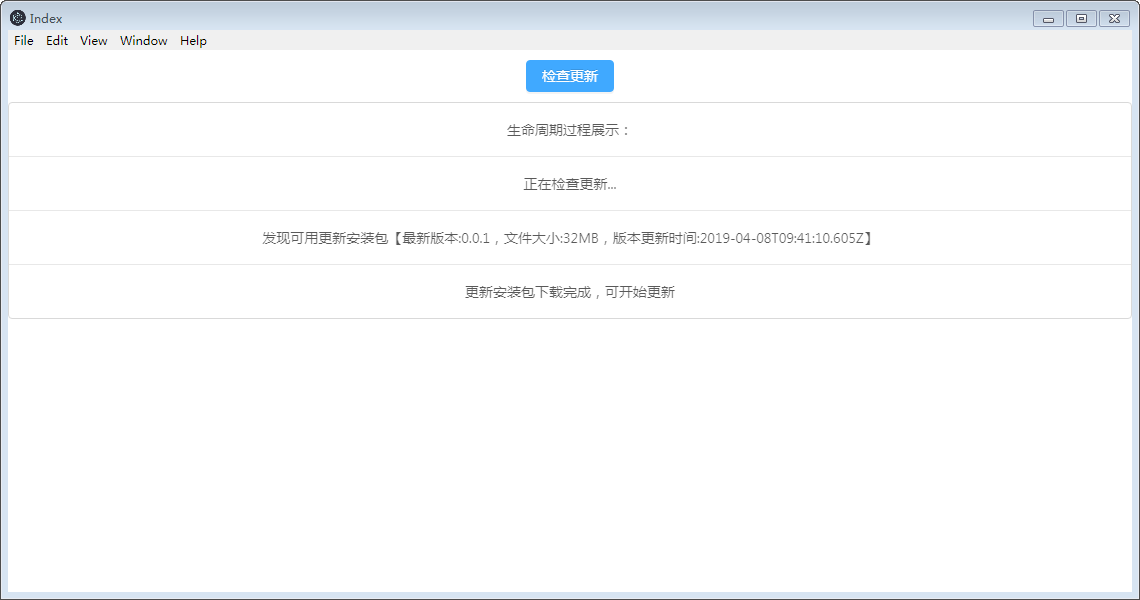 Index
File Edit View Window Help
检查更新
生命周期过程展示：
正在检查更新...
发现可用更新安装包【最新版本:0.0.1，文件大小:32MB，版本更新时间:2019-04-08T09:41:10.605Z】
更新安装包下载完成，可开始更新